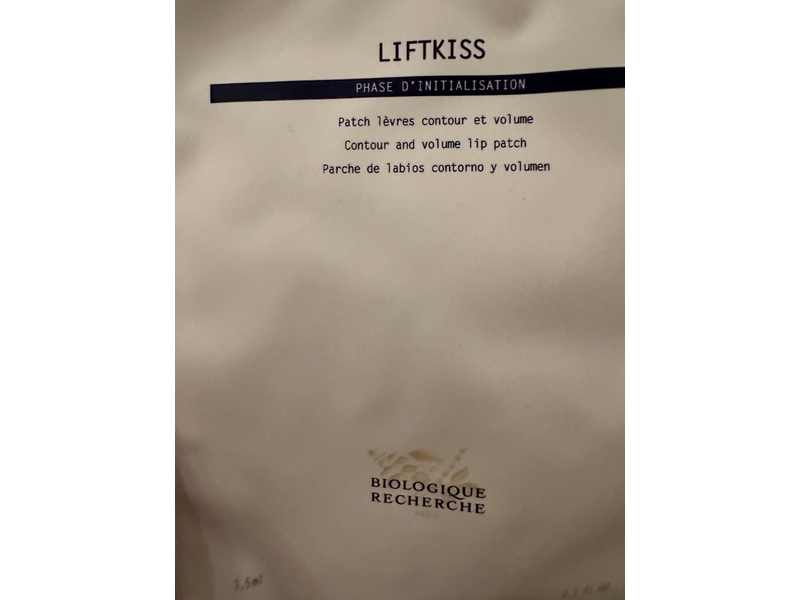 LIFTKISS
PHASE D'INITIALISATION
Patch lèvres contour et volume
Contour and volume lip patch
Parche de labios contorno y volumen
BIOLOGIQUE
RECHERCHE
PARIS